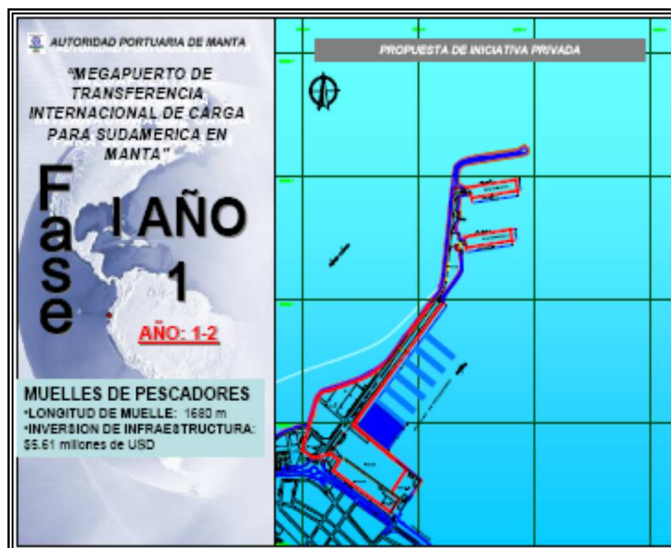 AUTORIDAD PORTUARIA DE MANTA
"MEGAPUERTO DE
TRANSFERENCIA
INTERNACIONAL DE CARGA
PARA SUDAMERICA EN
MANTA"
Fase
I AÑO
1
AÑO: 1-2
MUELLES DE PESCADORES
*LONGITUD DE MUELLE: 1680 m
*INVERSION DE INFRAESTRUCTURA:
$5.61 millones de USD
PROPUESTA DE INICIATIVA PRIVADA